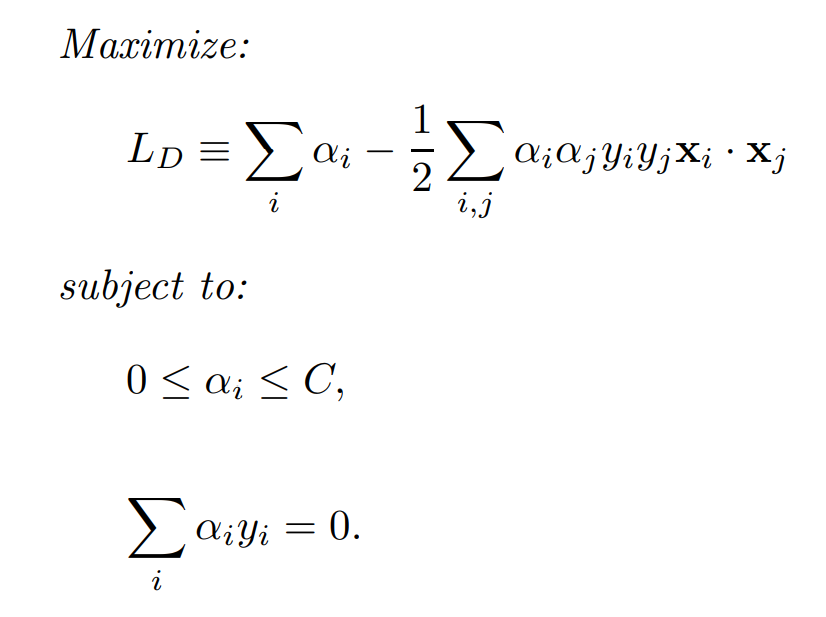 Maximize:
L_D ≡ ∑_i α_i − 1/2 ∑_{i,j} α_i α_j y_i y_j 𝐱_i · 𝐱_j
subject to:
0 ≤ α_i ≤ C,
∑_i α_i y_i = 0.